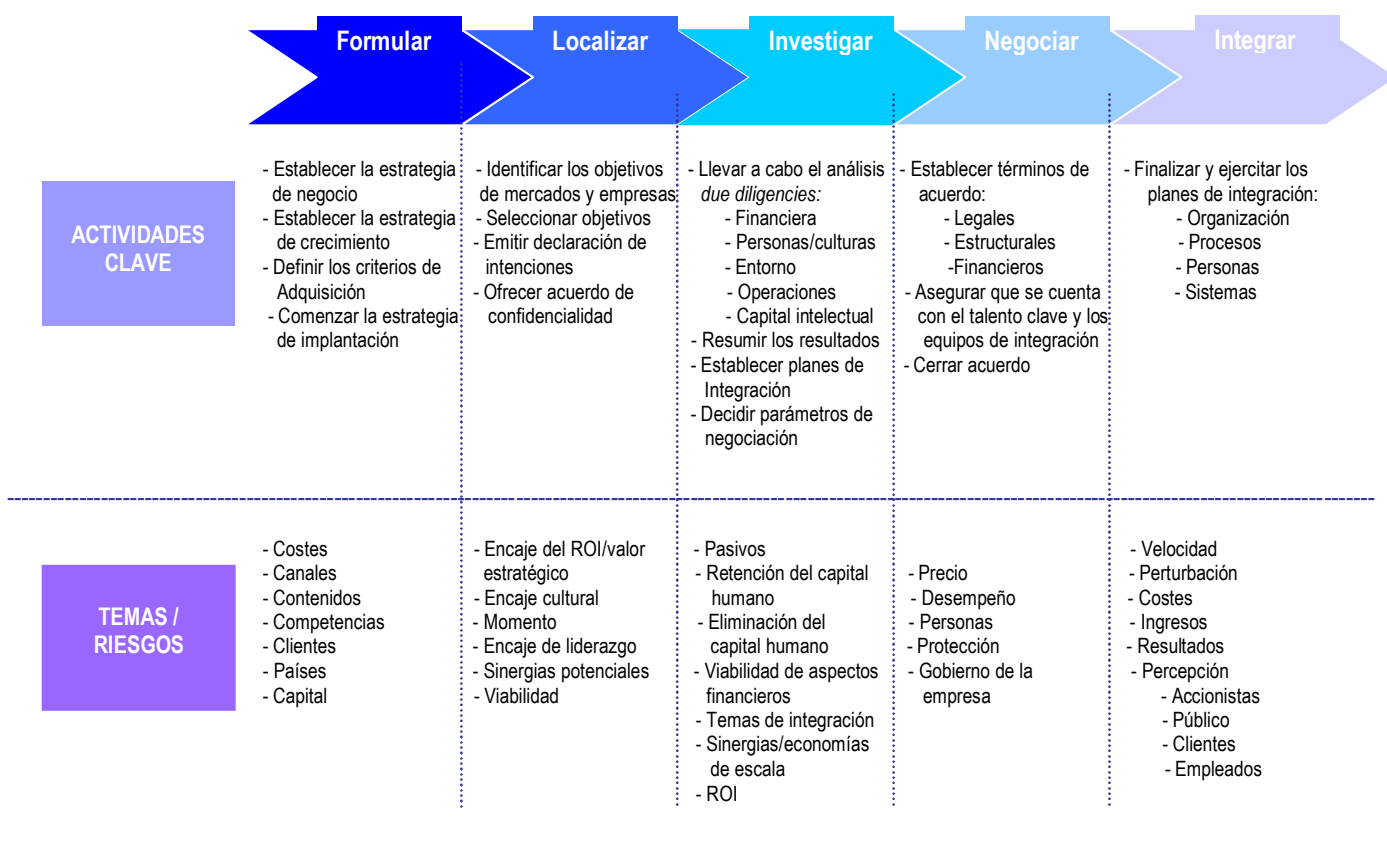 Formular
Localizar
Investigar
Negociar
Integrar
ACTIVIDADES
CLAVE
- Establecer la estrategia
de negocio
- Establecer la estrategia
de crecimiento
- Definir los criterios de
Adquisición
- Comenzar la estrategia
de implantación
- Identificar los objetivos
de mercados y empresas
- Seleccionar objetivos
- Emitir declaración de
intenciones
- Ofrecer acuerdo de
confidencialidad
- Llevar a cabo el análisis
due diligencies:
- Financiera
- Personas/culturas
- Entorno
- Operaciones
- Capital intelectual
- Resumir los resultados
- Establecer planes de
Integración
- Decidir parámetros de
negociación
- Establecer términos de
acuerdo:
- Legales
- Estructurales
-Financieros
- Asegurar que se cuenta
con el talento clave y los
equipos de integración
- Cerrar acuerdo
- Finalizar y ejercitar los
planes de integración:
- Organización
- Procesos
- Personas
- Sistemas
TEMAS /
RIESGOS
- Costes
- Canales
- Contenidos
- Competencias
- Clientes
- Países
- Capital
- Encaje del ROI/valor
estratégico
- Encaje cultural
- Momento
- Encaje de liderazgo
- Sinergias potenciales
- Viabilidad
- Pasivos
- Retención del capital
humano
- Eliminación del
capital humano
- Viabilidad de aspectos
financieros
- Temas de integración
- Sinergias/economías
de escala
- ROI
- Precio
- Desempeño
- Personas
- Protección
- Gobierno de la
empresa
- Velocidad
- Perturbación
- Costes
- Ingresos
- Resultados
- Percepción
- Accionistas
- Público
- Clientes
- Empleados